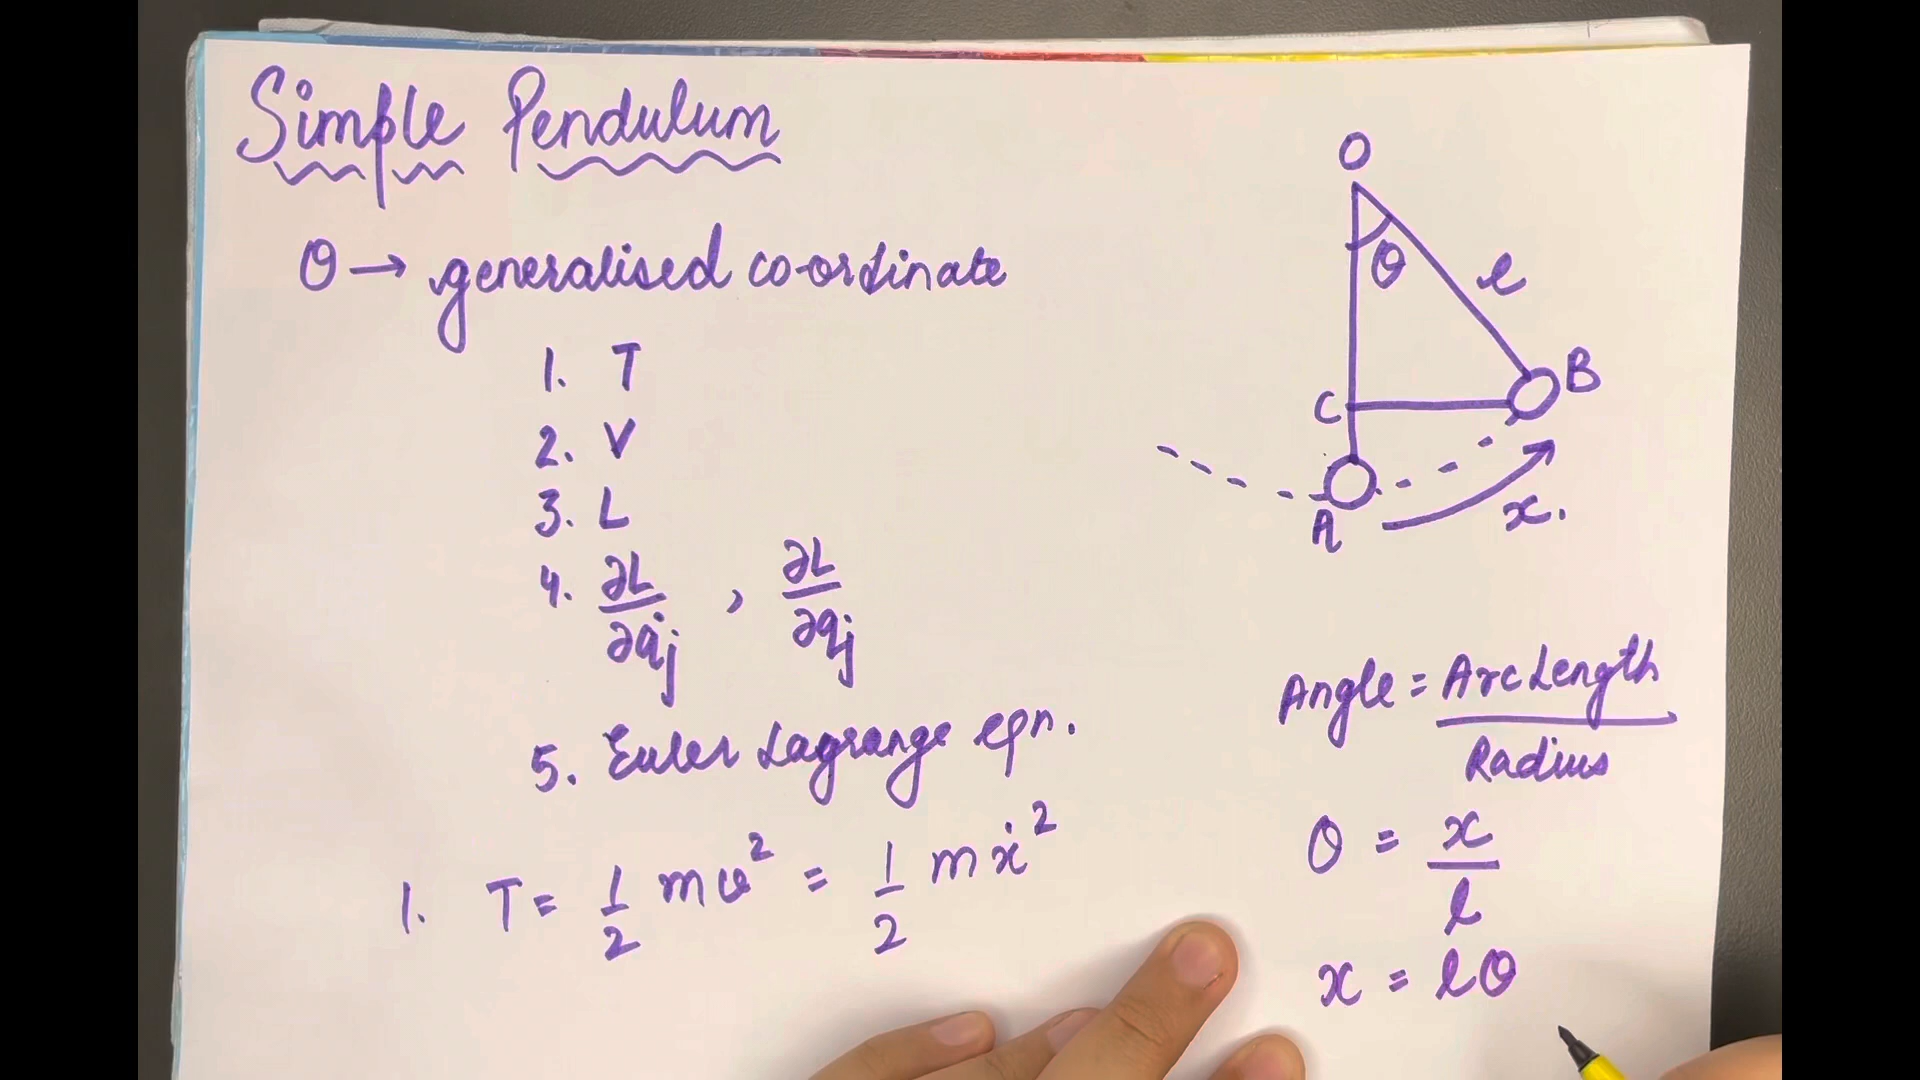 Simple Pendulum
θ → generalised co-ordinate
1. T
2. V
3. L
4. ∂L/∂q̇j , ∂L/∂qj
5. Euler Lagrange eqn.
1. T = 1/2 mv² = 1/2 mẋ²
O
θ
l
B
C
A
x.
Angle = Arc Length / Radius
θ = x/l
x = lθ